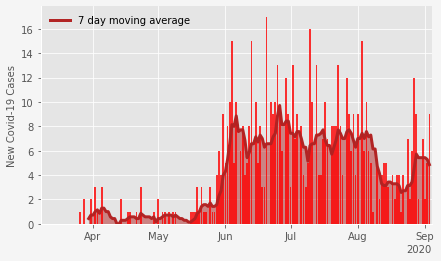 7 day moving average
New Covid-19 Cases
16
14
12
10
8
6
4
2
0
Apr
May
Jun
Jul
Aug
Sep
2020